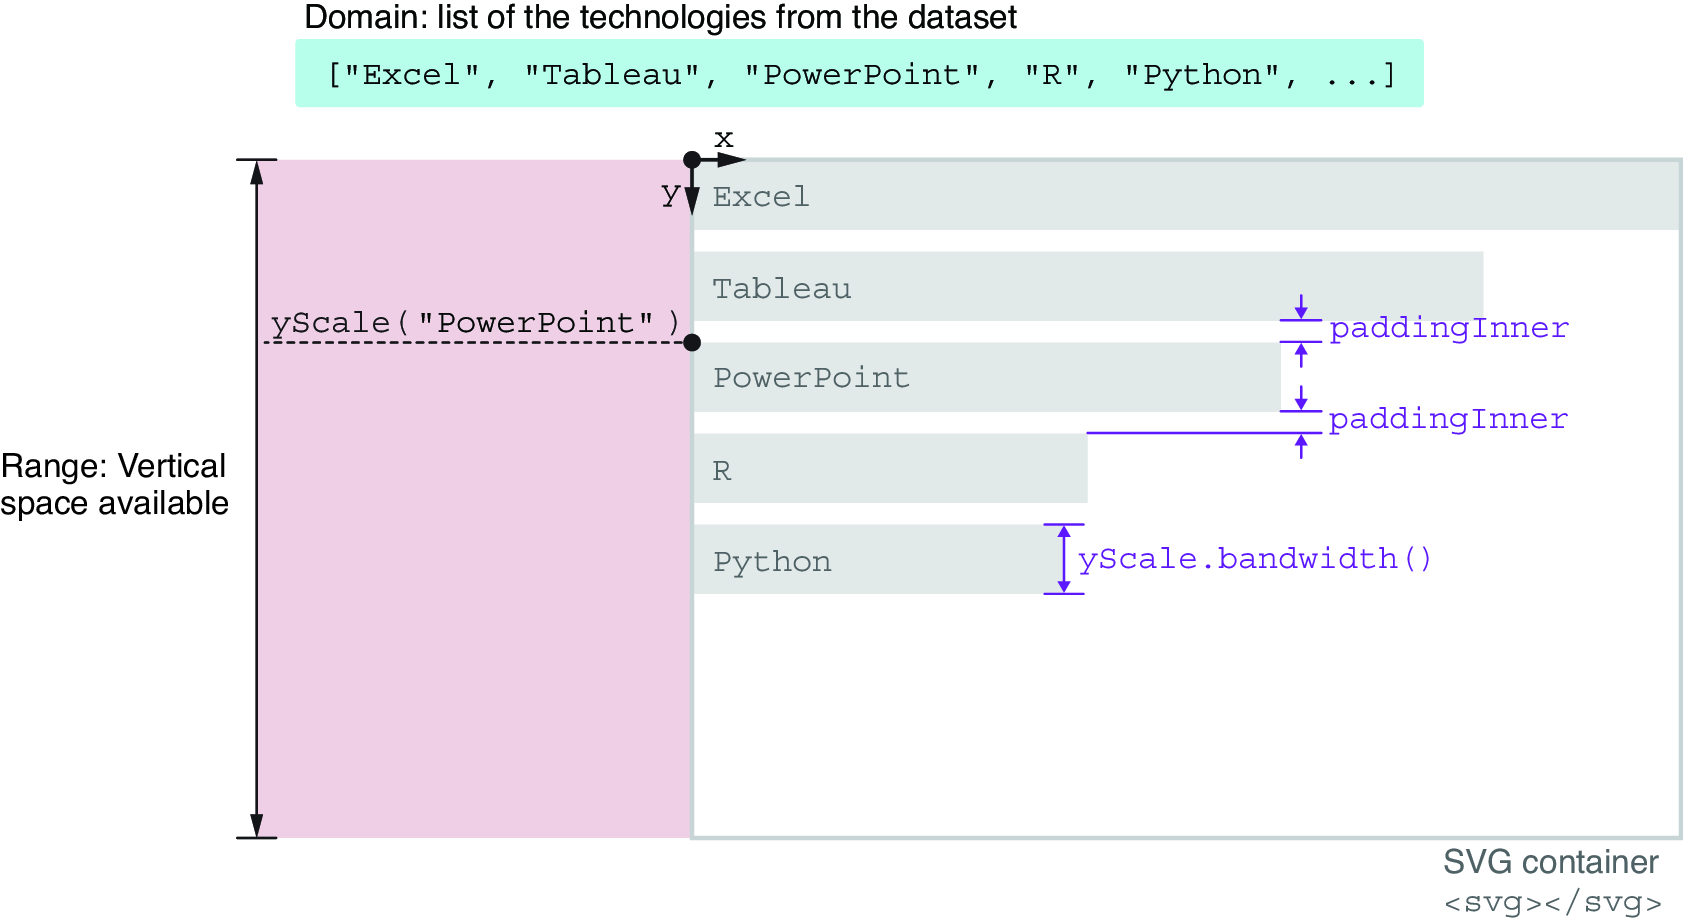 Domain: list of the technologies from the dataset
["Excel", "Tableau", "PowerPoint", "R", "Python", ...]
x
y
Excel
Tableau
yScale("PowerPoint" )
paddingInner
PowerPoint
paddingInner
Range: Vertical
space available
R
Python
yScale.bandwidth()
SVG container
<svg></svg>